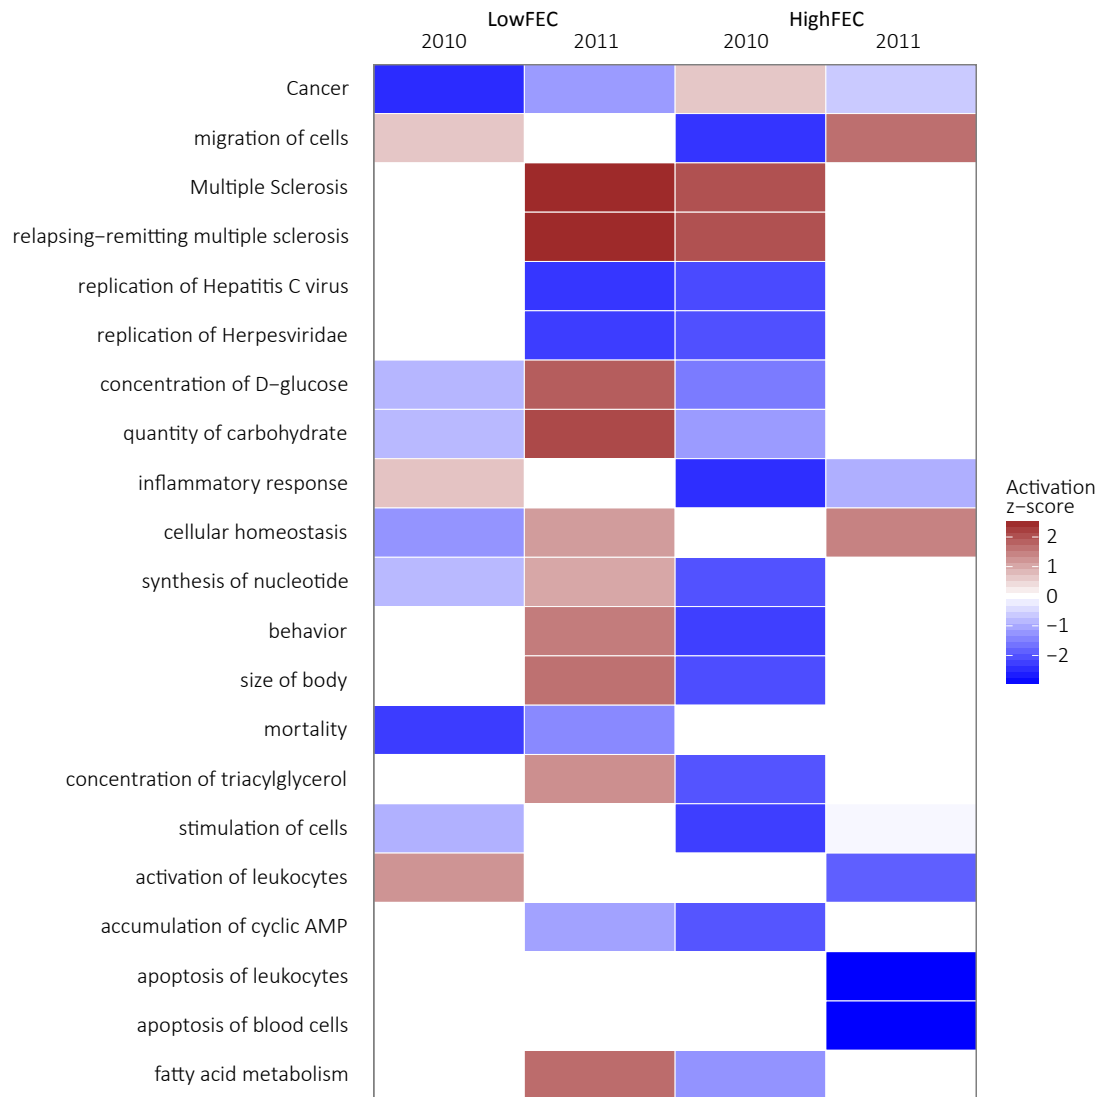 LowFEC HighFEC
2010 2011 2010 2011
Cancer
migration of cells
Multiple Sclerosis
relapsing−remitting multiple sclerosis
replication of Hepatitis C virus
replication of Herpesviridae
concentration of D−glucose
quantity of carbohydrate
inflammatory response
cellular homeostasis
synthesis of nucleotide
behavior
size of body
mortality
concentration of triacylglycerol
stimulation of cells
activation of leukocytes
accumulation of cyclic AMP
apoptosis of leukocytes
apoptosis of blood cells
fatty acid metabolism
Activation
z−score
2
1
0
−1
−2